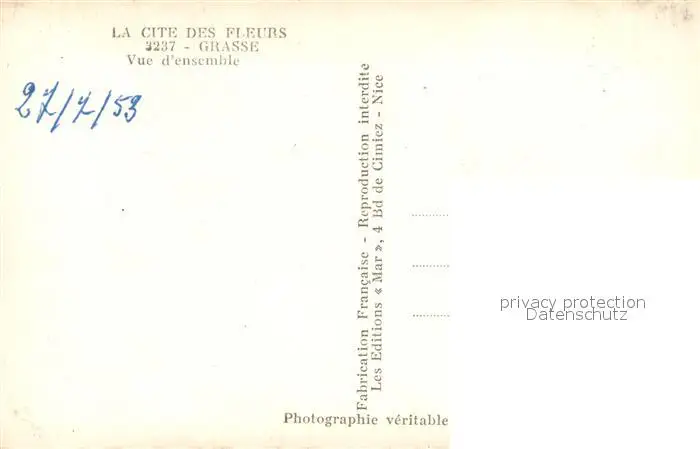 LA CITE DES FLEURS
3237 - GRASSE
Vue d'ensemble
27/7/53
Fabrication Française - Reproduction interdite
Les Editions « Mar », 4 Bd de Cimiez - Nice
privacy protection
Datenschutz
Photographie véritable